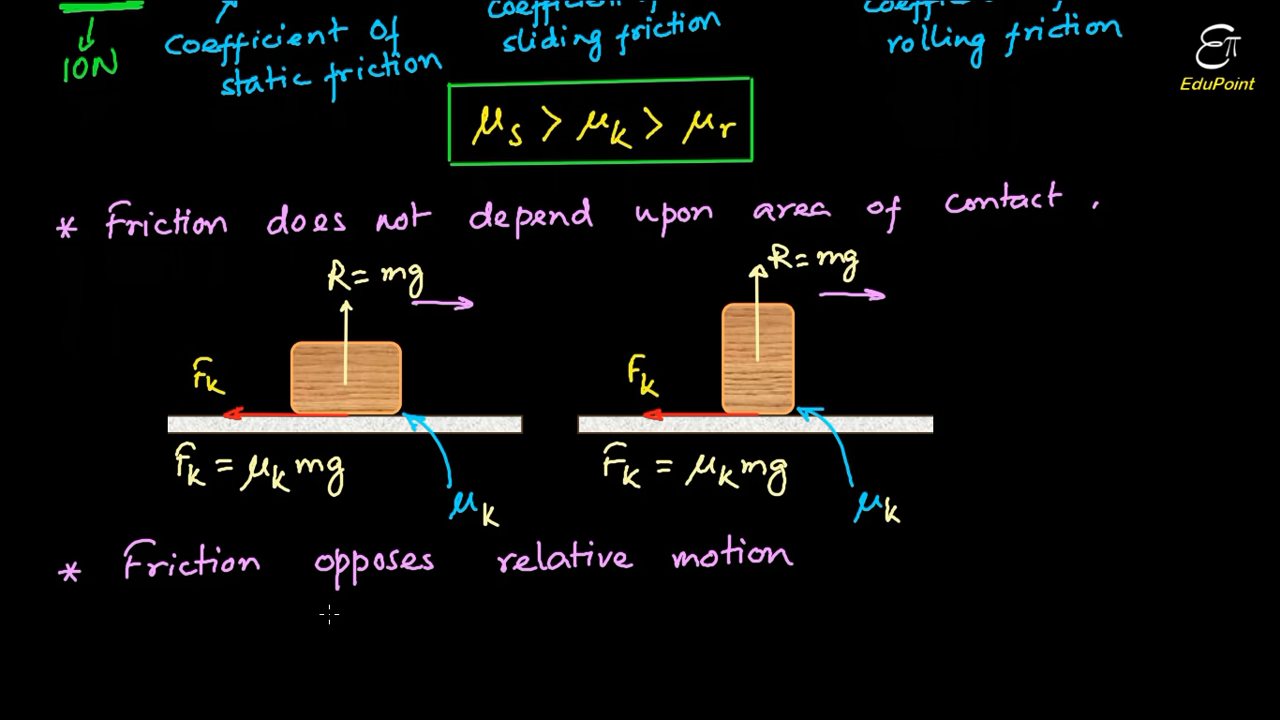 10N
coefficient of
static friction
sliding friction
rolling friction
επ
EduPoint
μs > μk > μr
* Friction does not depend upon area of contact .
R = mg
R = mg
Fk
Fk
Fk = μk mg
Fk = μk mg
μk
μk
* Friction opposes relative motion